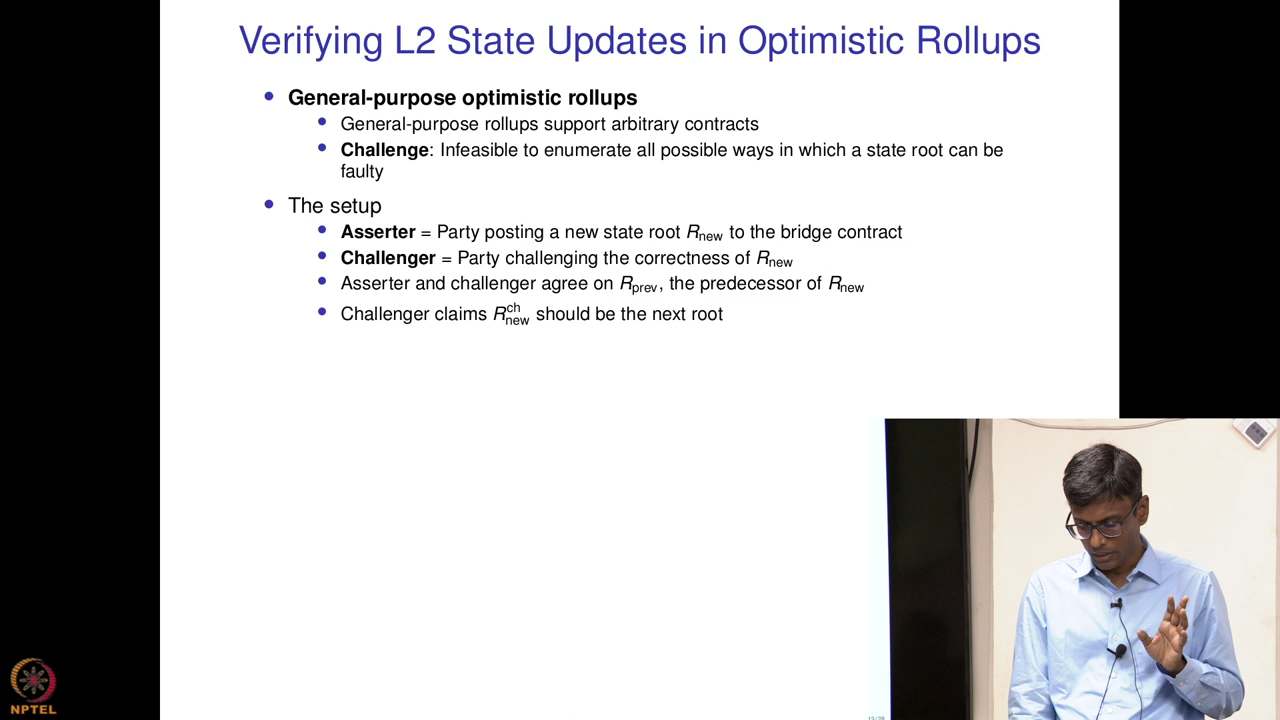 Verifying L2 State Updates in Optimistic Rollups
• General-purpose optimistic rollups
• General-purpose rollups support arbitrary contracts
• Challenge: Infeasible to enumerate all possible ways in which a state root can be
faulty
• The setup
• Asserter = Party posting a new state root R_new to the bridge contract
• Challenger = Party challenging the correctness of R_new
• Asserter and challenger agree on R_prev, the predecessor of R_new
• Challenger claims R^ch_new should be the next root
NPTEL